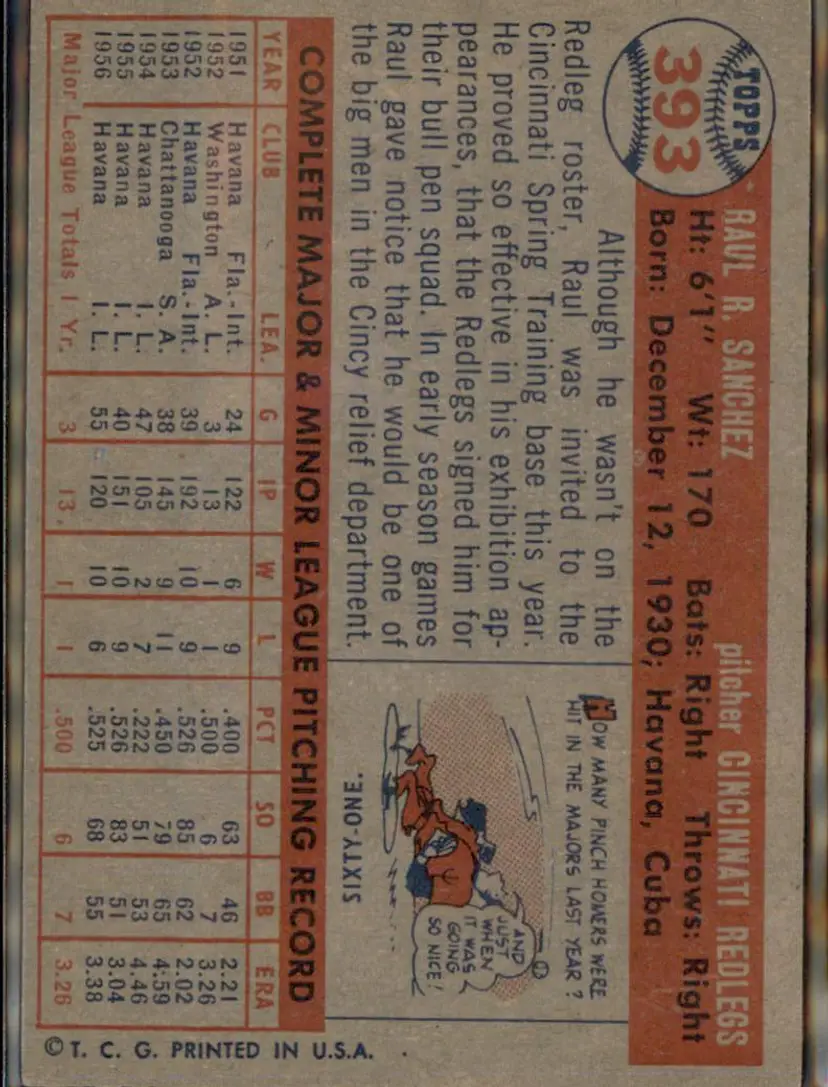 TOPPS
393
RAUL R. SANCHEZ pitcher CINCINNATI REDLEGS
Ht: 6'1" Wt: 170 Bats: Right Throws: Right
Born: December 12, 1930; Havana, Cuba
Although he wasn't on the
Redleg roster, Raul was invited to the
Cincinnati Spring Training base this year.
He proved so effective in his exhibition ap-
pearances, that the Redlegs signed him for
their bull pen squad. In early season games
Raul gave notice that he would be one of
the big men in the Cincy relief department.
HOW MANY PINCH HOMERS WERE
HIT IN THE MAJORS LAST YEAR?
AND
JUST
WHEN
IT WAS
GOING
SO NICE!
SIXTY-ONE.
COMPLETE MAJOR & MINOR LEAGUE PITCHING RECORD
YEAR CLUB LEA. G IP W L PCT SO BB ERA
1951 Havana Fla.-Int. 24 122 6 9 .400 63 46 2.21
1952 Washington A. L. 3 13 1 1 .500 6 7 3.26
1952 Havana Fla.-Int. 39 192 10 9 .526 85 62 2.02
1953 Chattanooga S. A. 38 145 9 11 .450 79 65 4.59
1954 Havana I. L. 47 105 2 7 .222 51 53 4.46
1955 Havana I. L. 40 151 10 9 .526 83 51 3.04
1956 Havana I. L. 55 120 10 6 .525 68 55 3.38
Major League Totals 1 Yr. 3 13. 1 1 .500 6 7 3.26
© T. C. G. PRINTED IN U.S.A.